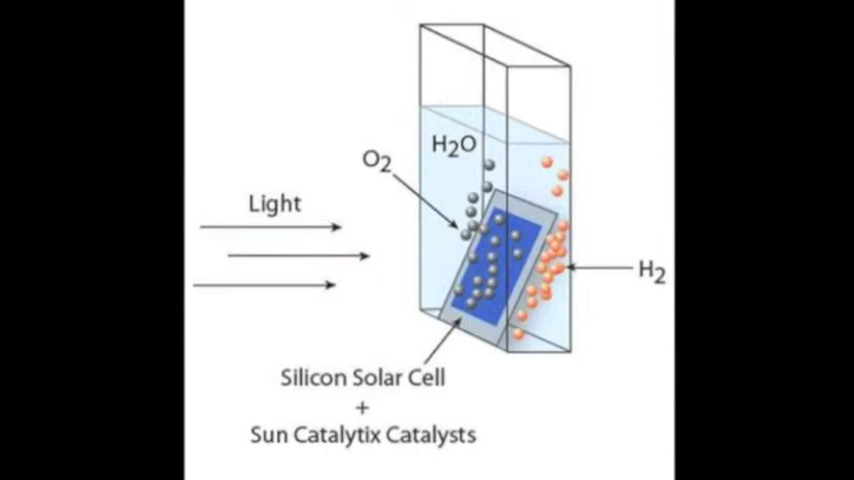 H2O
O2
Light
H2
Silicon Solar Cell
+
Sun Catalytix Catalysts